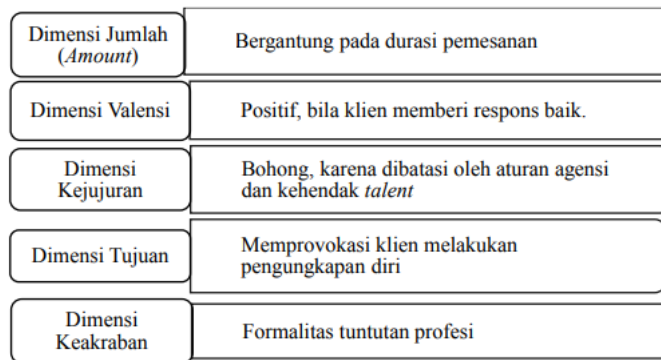 Dimensi Jumlah
(Amount)
Bergantung pada durasi pemesanan
Dimensi Valensi
Positif, bila klien memberi respons baik.
Dimensi
Kejujuran
Bohong, karena dibatasi oleh aturan agensi
dan kehendak talent
Dimensi Tujuan
Memprovokasi klien melakukan
pengungkapan diri
Dimensi
Keakraban
Formalitas tuntutan profesi